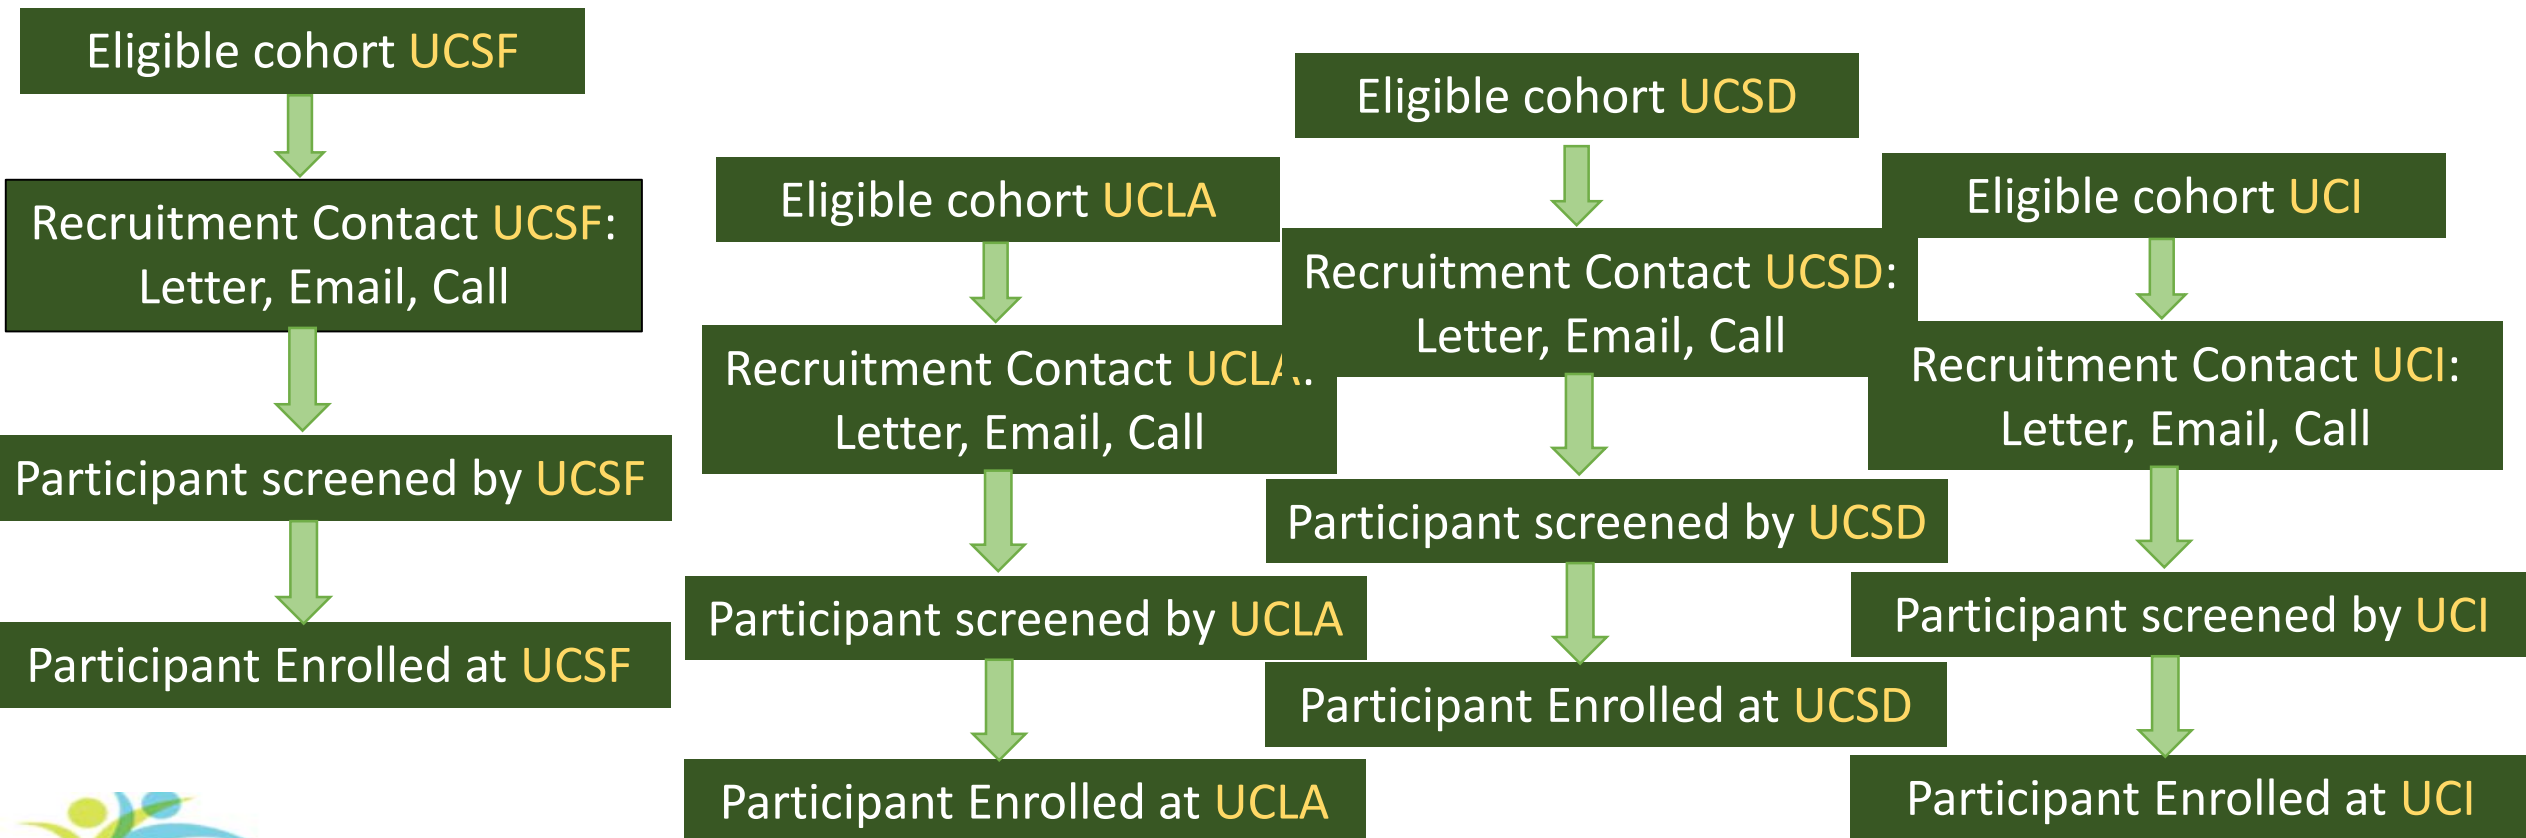 Eligible cohort UCSF
Recruitment Contact UCSF:
Letter, Email, Call
Participant screened by UCSF
Participant Enrolled at UCSF
Eligible cohort UCLA
Recruitment Contact UCLA:
Letter, Email, Call
Participant screened by UCLA
Participant Enrolled at UCLA
Eligible cohort UCSD
Recruitment Contact UCSD:
Letter, Email, Call
Participant screened by UCSD
Participant Enrolled at UCSD
Eligible cohort UCI
Recruitment Contact UCI:
Letter, Email, Call
Participant screened by UCI
Participant Enrolled at UCI